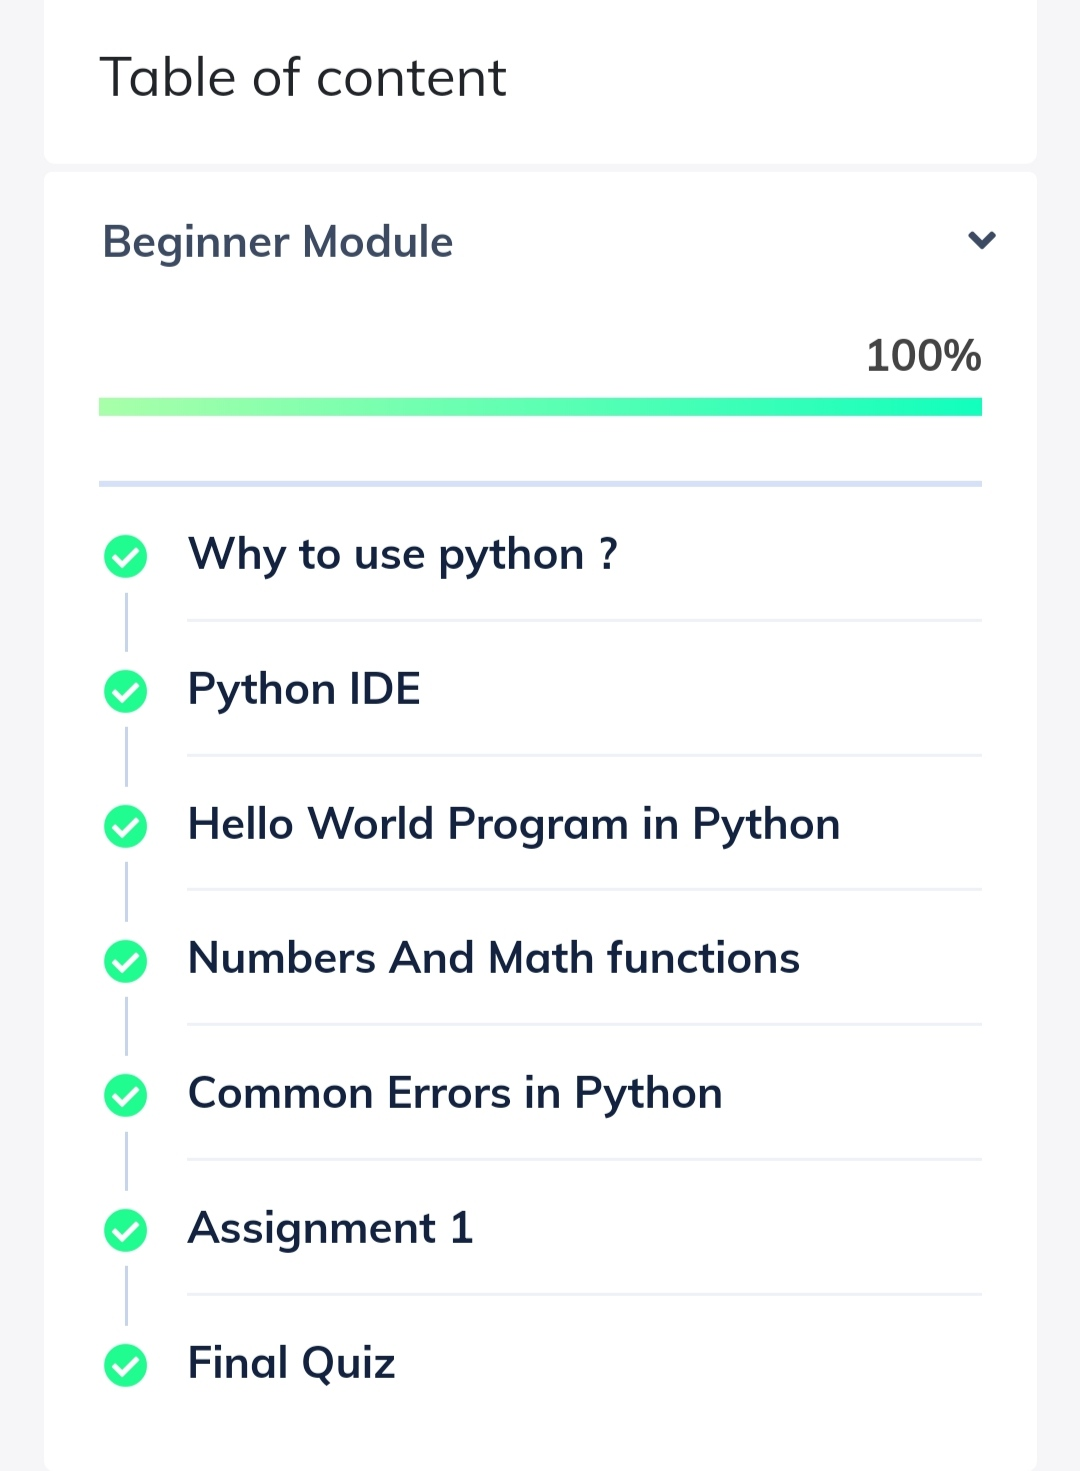 Table of content
Beginner Module
100%
Why to use python ?
Python IDE
Hello World Program in Python
Numbers And Math functions
Common Errors in Python
Assignment 1
Final Quiz